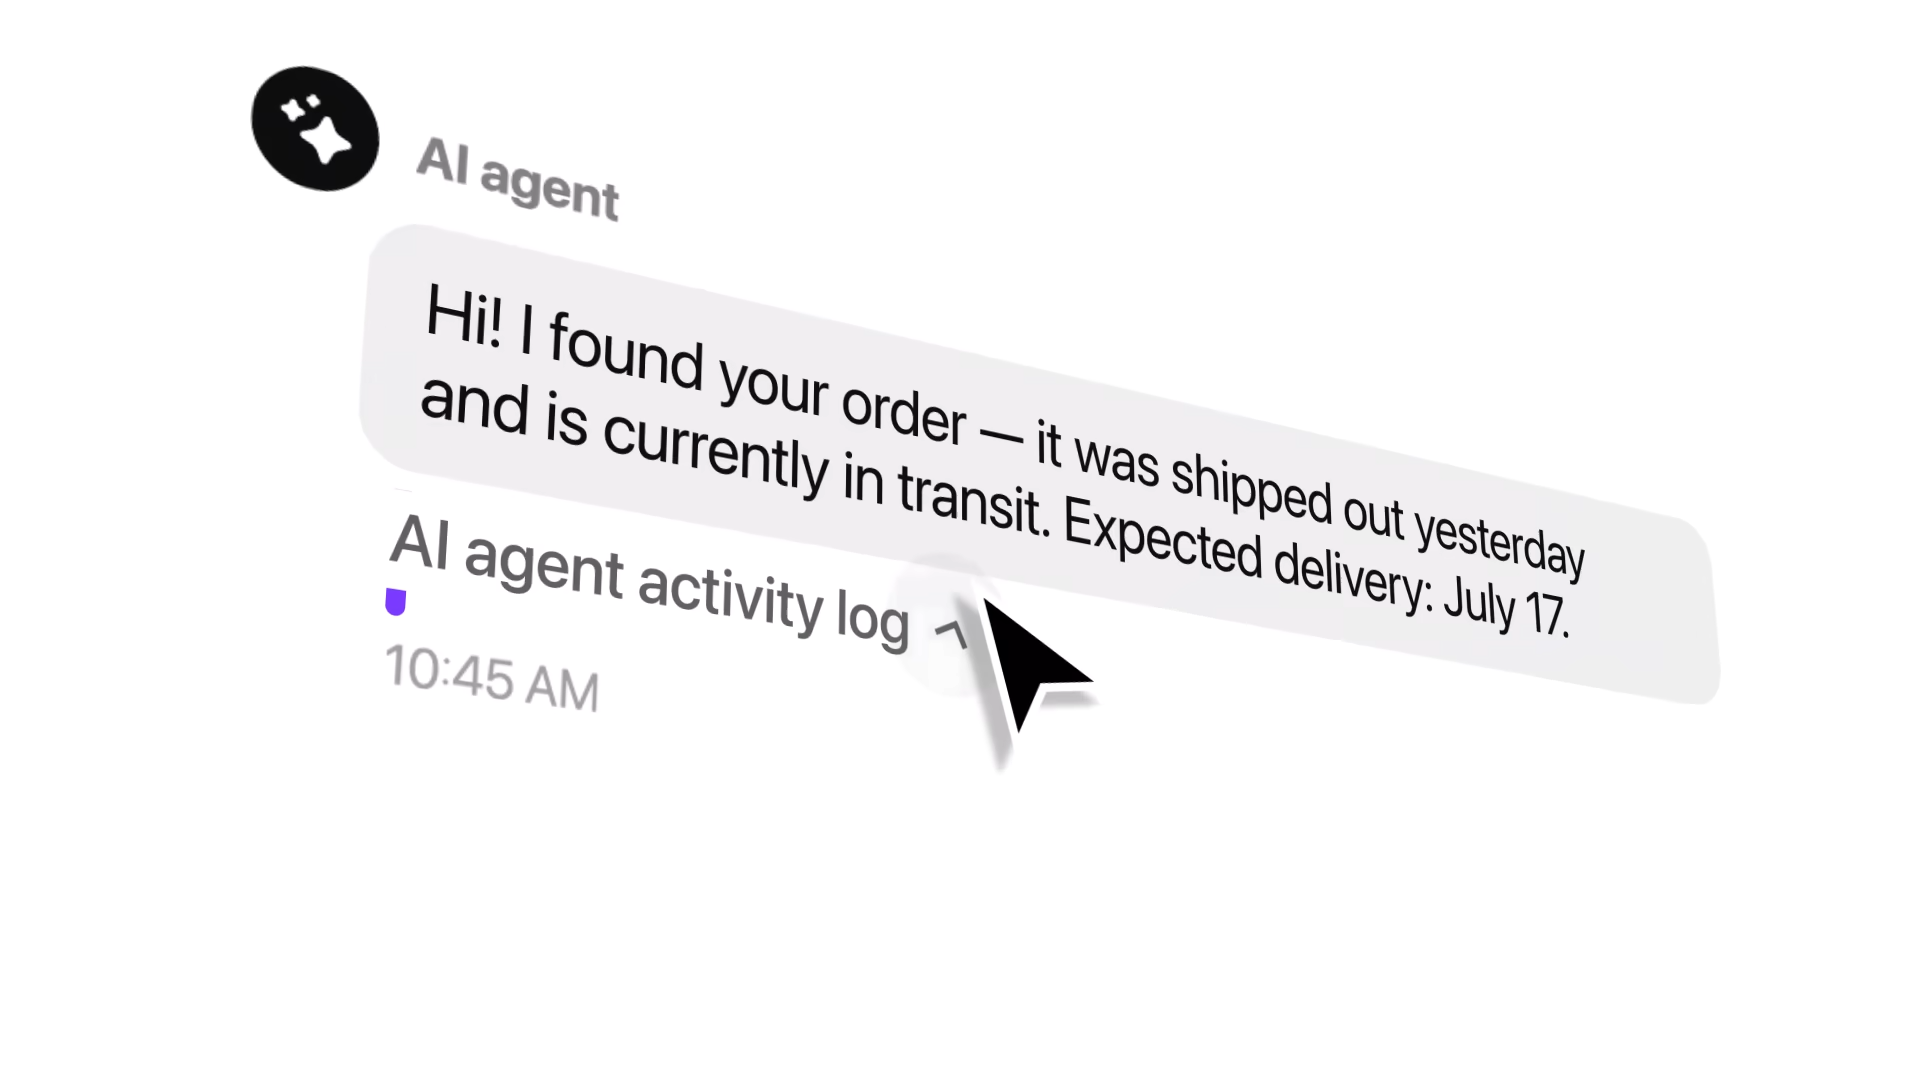 AI agent
Hi! I found your order — it was shipped out yesterday
and is currently in transit. Expected delivery: July 17.
AI agent activity log
10:45 AM